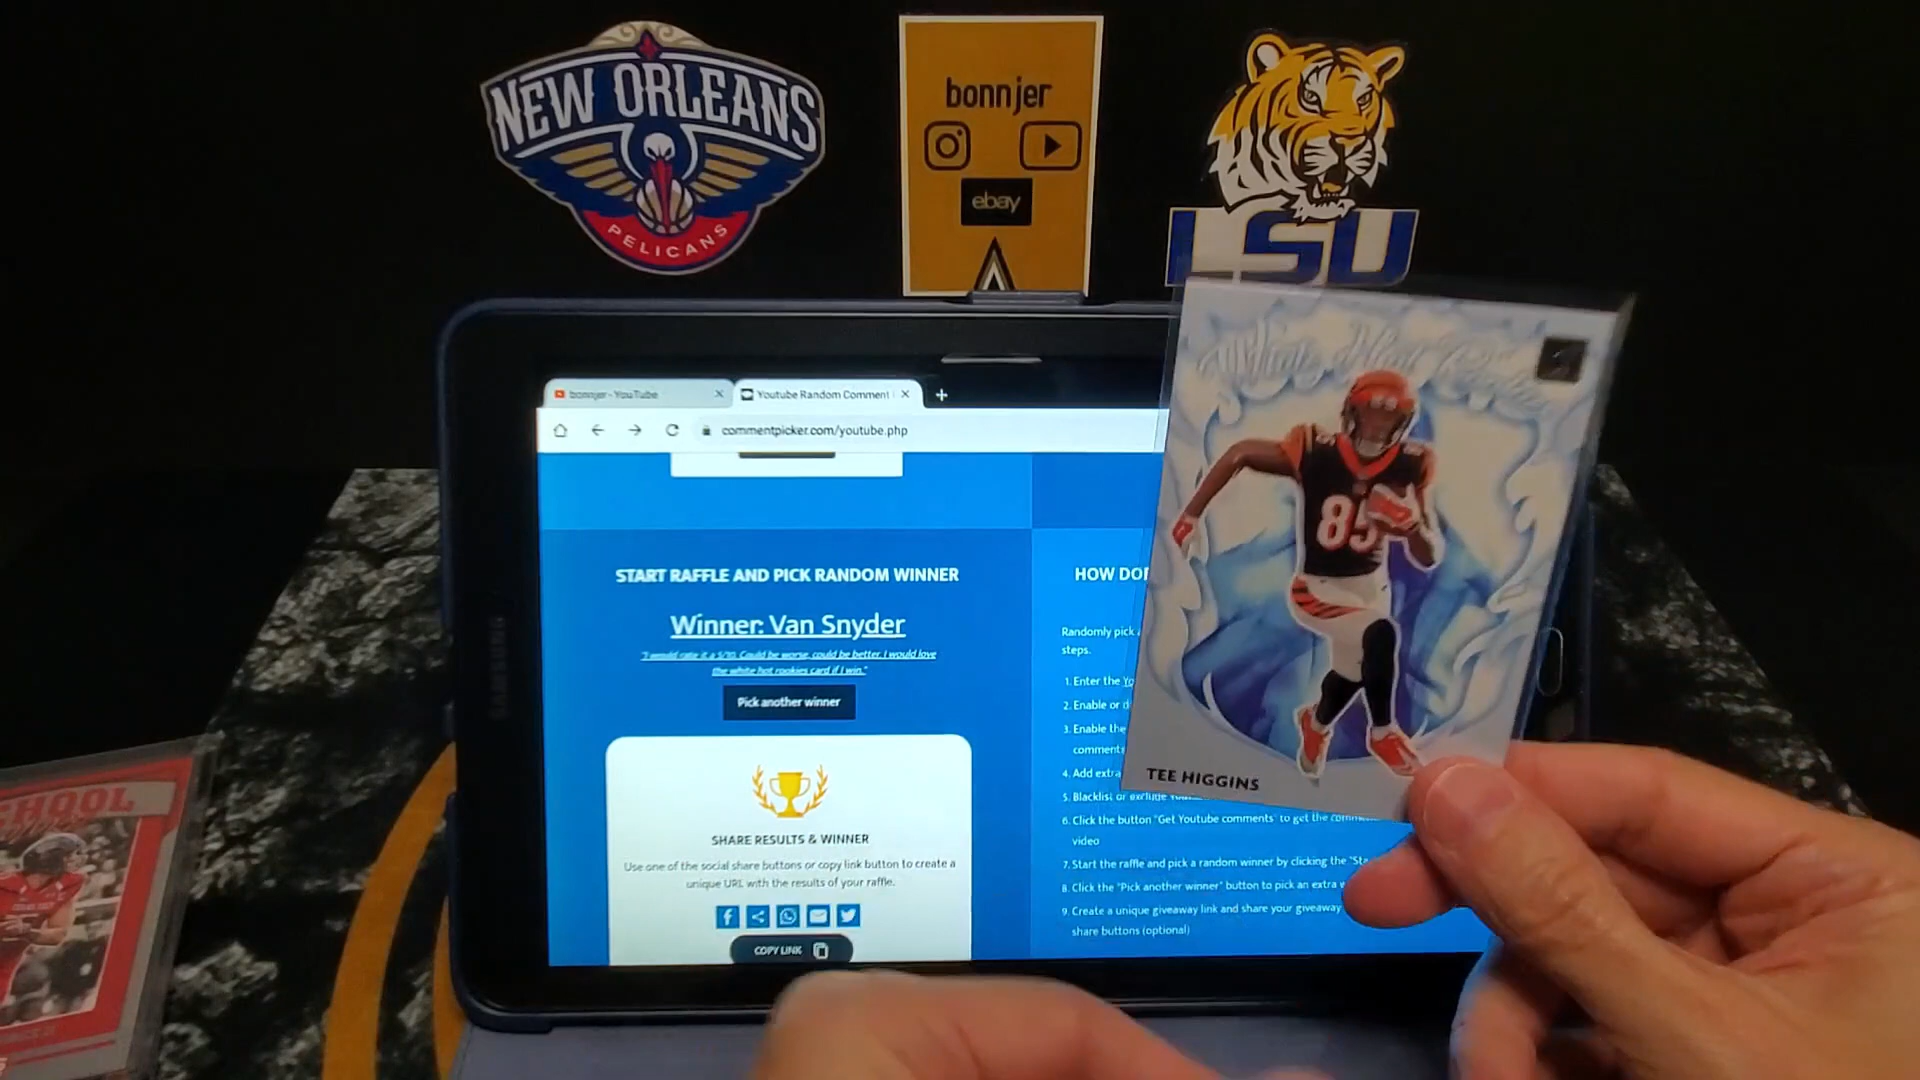 NEW ORLEANS
PELICANS
bonnjer
ebay
LSU
SAMSUNG
bonnjer - YouTube
Youtube Random Comment
commentpicker.com/youtube.php
START RAFFLE AND PICK RANDOM WINNER
Winner: Van Snyder
"I would rate it a 5/10. Could be worse, could be better. I would love
the white hot rookies card if I win."
Pick another winner
SHARE RESULTS & WINNER
Use one of the social share buttons or copy link button to create a
unique URL with the results of your raffle.
COPY LINK
HOW DO
Randomly pick
steps.
1. Enter the
2. Enable or
3. Enable the
comments
4. Add extra
5. Blacklist or exclude
6. Click the button "Get Youtube comments" to get the
video
7. Start the raffle and pick a random winner by clicking the
8. Click the "Pick another winner" button to pick an extra
9. Create a unique giveaway link and share your giveaway
share buttons (optional)
White Hot Rookies
85
TEE HIGGINS